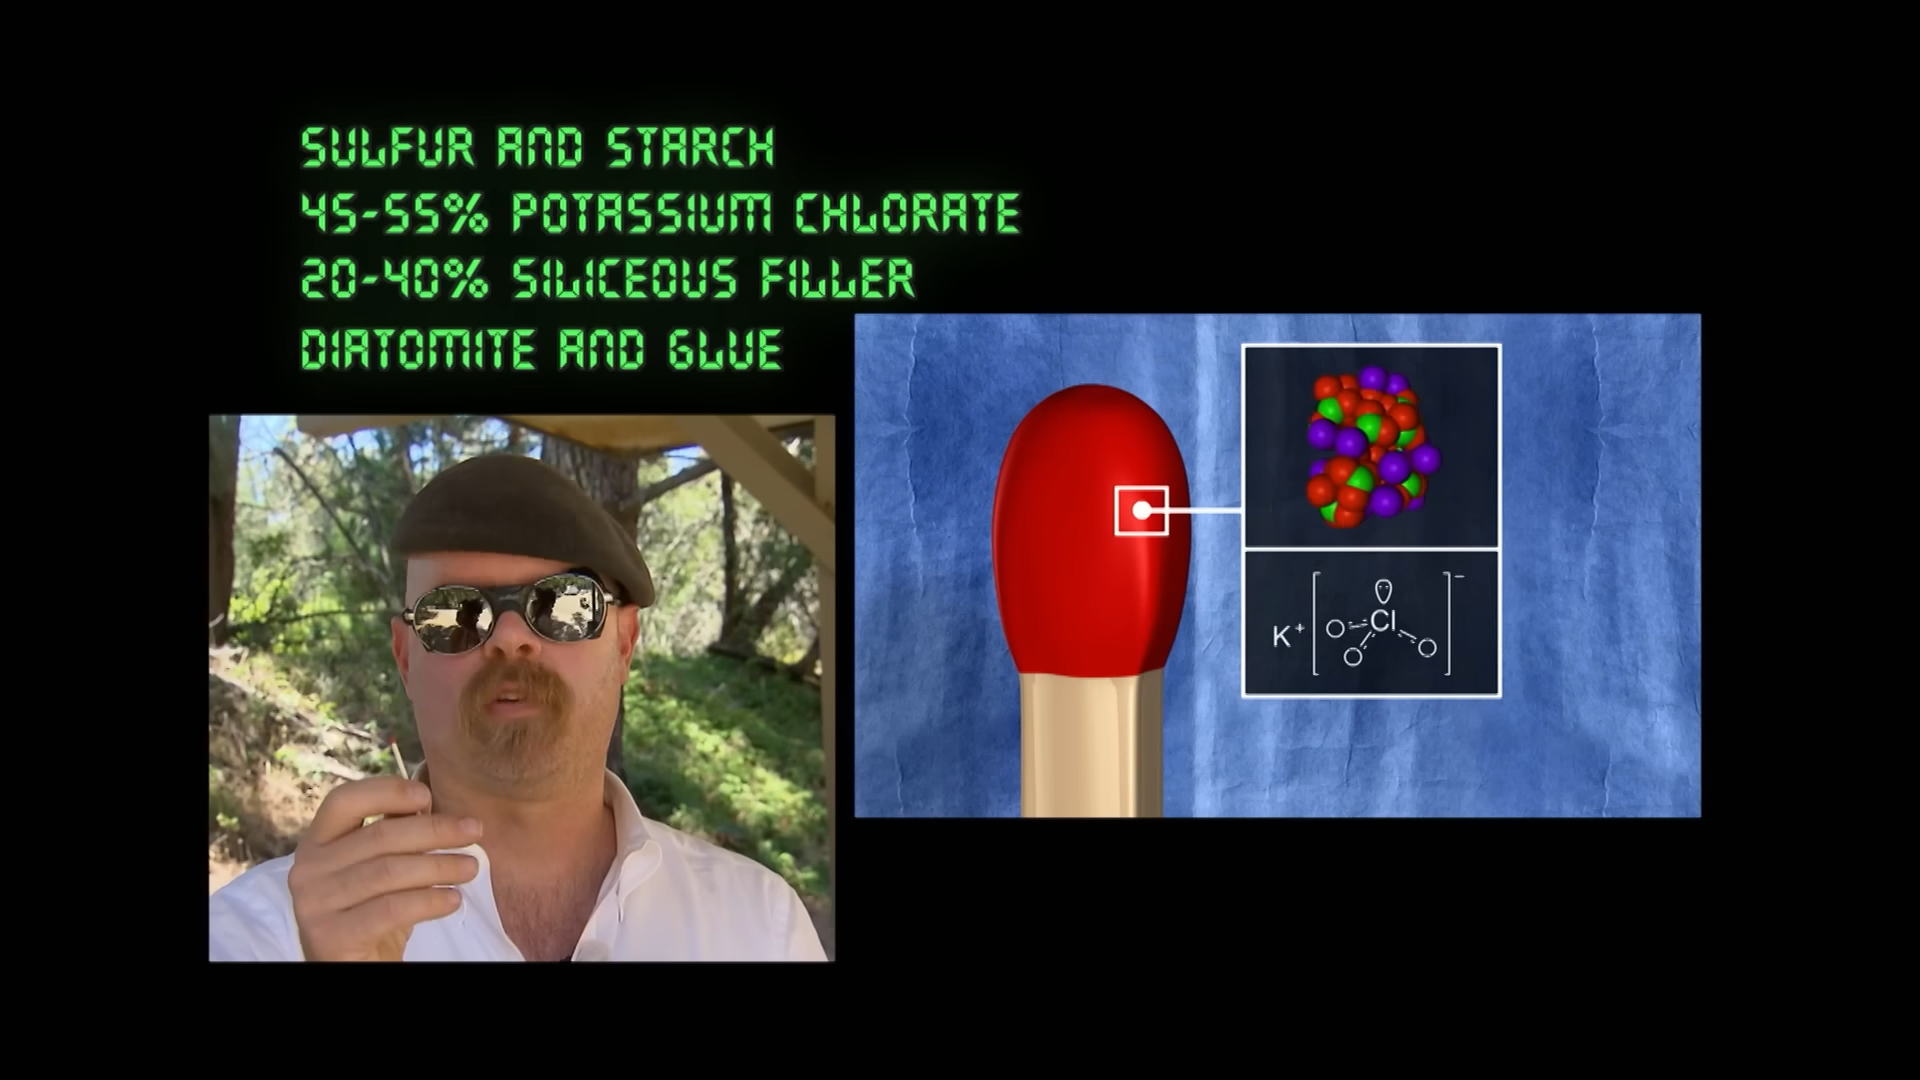 SULFUR AND STARCH
45-55% POTASSIUM CHLORATE
20-40% SILICEOUS FILLER
DIATOMITE AND GLUE
K+ [O O Cl O]−